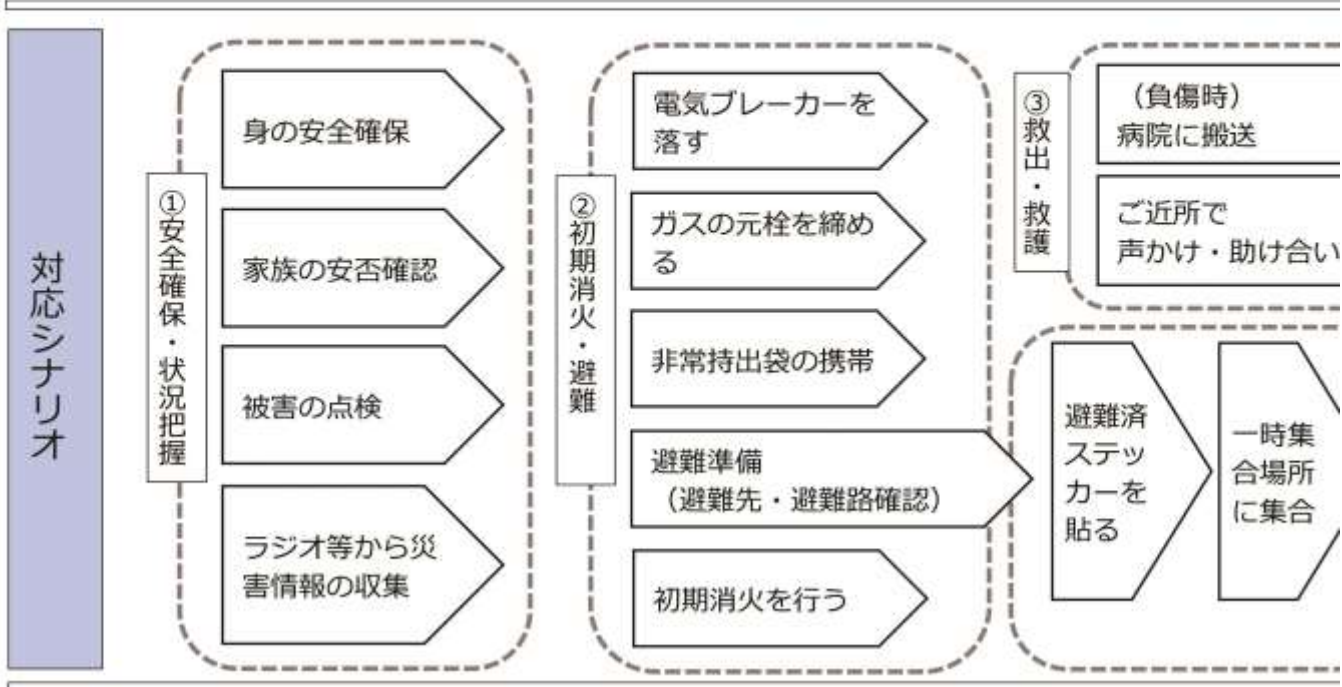 対応シナリオ
①安全確保・状況把握
身の安全確保
家族の安否確認
被害の点検
ラジオ等から災
害情報の収集
②初期消火・避難
電気ブレーカーを
落す
ガスの元栓を締め
る
非常持出袋の携帯
避難準備
（避難先・避難路確認）
初期消火を行う
③救出・救護
（負傷時）
病院に搬送
ご近所で
声かけ・助け合い
避難済
ステッ
カーを
貼る
一時集
合場所
に集合